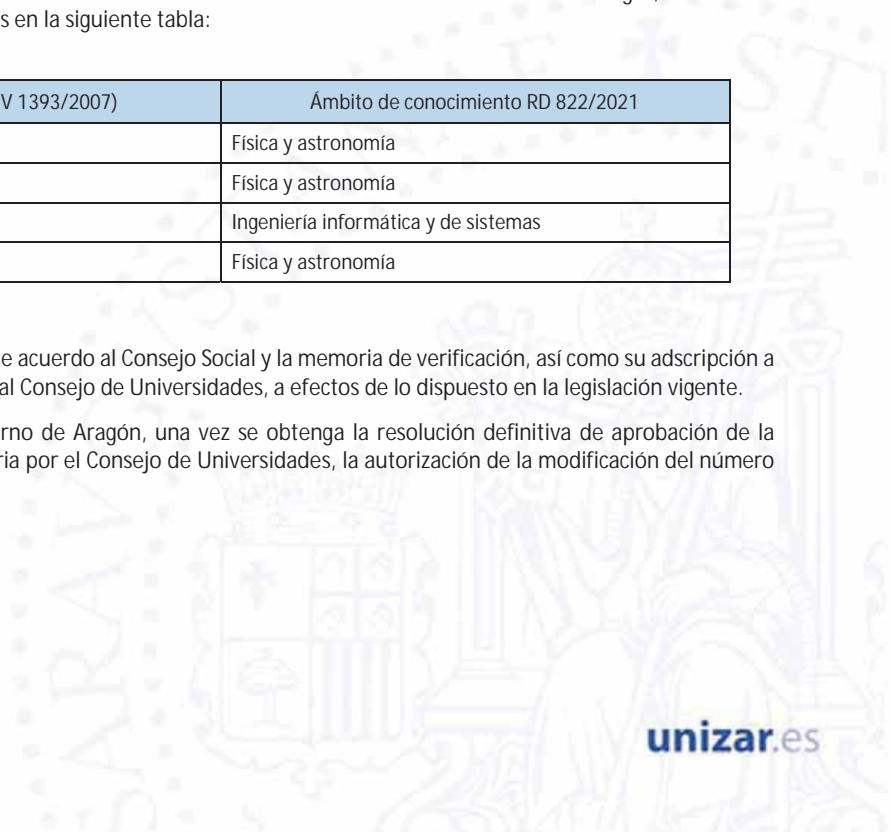 s en la siguiente tabla:
V 1393/2007) Ámbito de conocimiento RD 822/2021
Física y astronomía
Física y astronomía
Ingeniería informática y de sistemas
Física y astronomía
e acuerdo al Consejo Social y la memoria de verificación, así como su adscripción a
al Consejo de Universidades, a efectos de lo dispuesto en la legislación vigente.
rno de Aragón, una vez se obtenga la resolución definitiva de aprobación de la
ria por el Consejo de Universidades, la autorización de la modificación del número
unizar.es